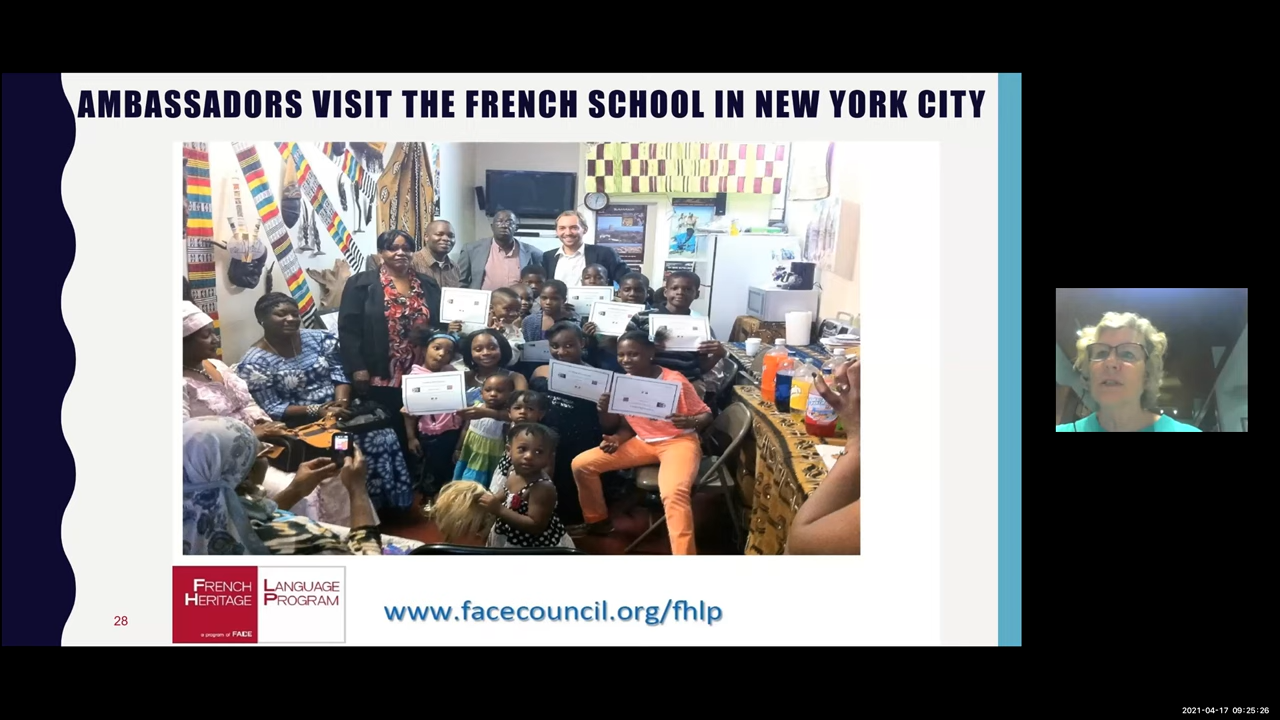 AMBASSADORS VISIT THE FRENCH SCHOOL IN NEW YORK CITY
FRENCH HERITAGE
LANGUAGE PROGRAM
a program of FACE
www.facecouncil.org/fhlp
28
2021-04-17 09:25:26